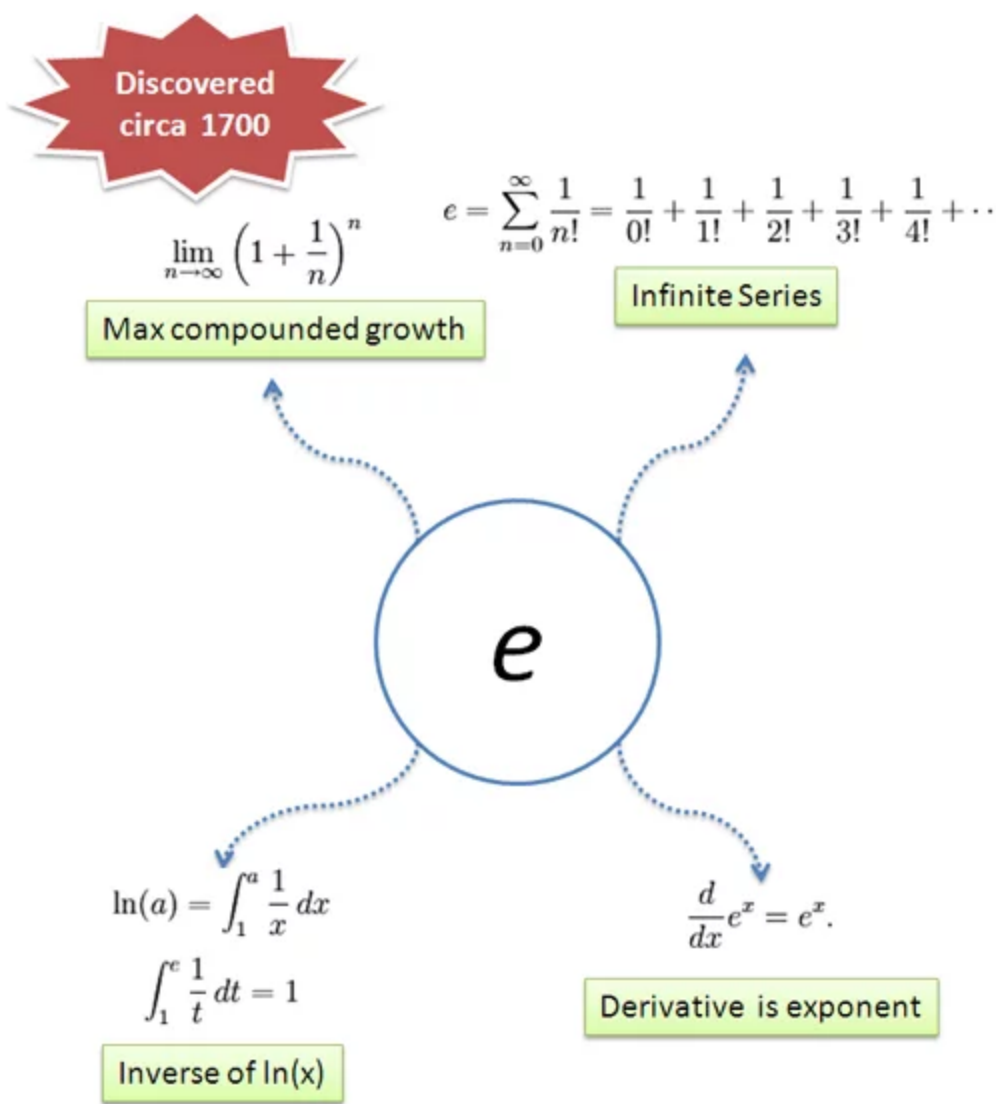 Discovered
circa 1700
lim n→∞ (1 + 1/n)^n
Max compounded growth
e = ∑_{n=0}^{∞} 1/n! = 1/0! + 1/1! + 1/2! + 1/3! + 1/4! + ··
Infinite Series
e
ln(a) = ∫_1^a 1/x dx
∫_1^e 1/t dt = 1
Inverse of ln(x)
d/dx e^x = e^x.
Derivative is exponent